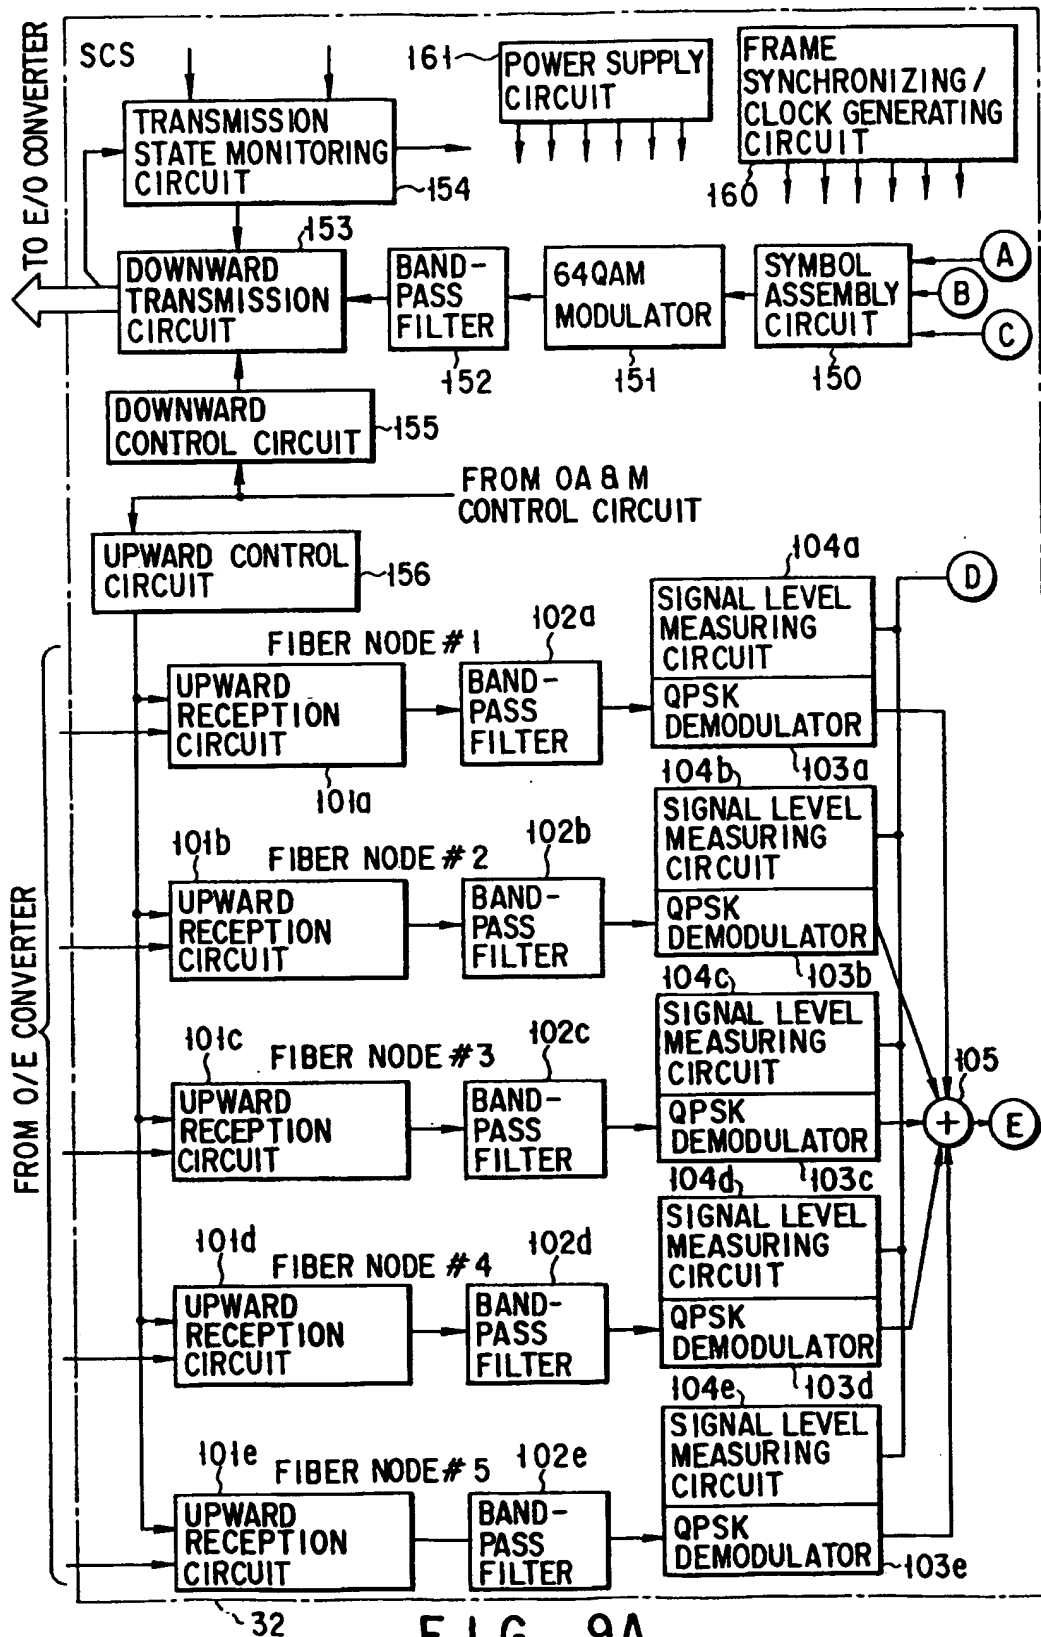 SCS
161
POWER SUPPLY
CIRCUIT
FRAME
SYNCHRONIZING/
CLOCK GENERATING
CIRCUIT
160
TO E/O CONVERTER
TRANSMISSION
STATE MONITORING
CIRCUIT
154
153
DOWNWARD
TRANSMISSION
CIRCUIT
BAND-
PASS
FILTER
152
64QAM
MODULATOR
151
SYMBOL
ASSEMBLY
CIRCUIT
150
A
B
C
DOWNWARD
CONTROL CIRCUIT
155
FROM OA & M
CONTROL CIRCUIT
UPWARD CONTROL
CIRCUIT
156
FROM O/E CONVERTER
FIBER NODE #1
UPWARD
RECEPTION
CIRCUIT
101a
102a
BAND-
PASS
FILTER
104a
SIGNAL LEVEL
MEASURING
CIRCUIT
QPSK
DEMODULATOR
103a
D
101b
FIBER NODE #2
UPWARD
RECEPTION
CIRCUIT
102b
BAND-
PASS
FILTER
104b
SIGNAL LEVEL
MEASURING
CIRCUIT
QPSK
DEMODULATOR
103b
101c
FIBER NODE #3
UPWARD
RECEPTION
CIRCUIT
102c
BAND-
PASS
FILTER
104c
SIGNAL LEVEL
MEASURING
CIRCUIT
QPSK
DEMODULATOR
103c
105
+
E
101d
FIBER NODE #4
UPWARD
RECEPTION
CIRCUIT
102d
BAND-
PASS
FILTER
104d
SIGNAL LEVEL
MEASURING
CIRCUIT
QPSK
DEMODULATOR
103d
101e
FIBER NODE #5
UPWARD
RECEPTION
CIRCUIT
102e
BAND-
PASS
FILTER
104e
SIGNAL LEVEL
MEASURING
CIRCUIT
QPSK
DEMODULATOR
103e
32
FIG. 9A